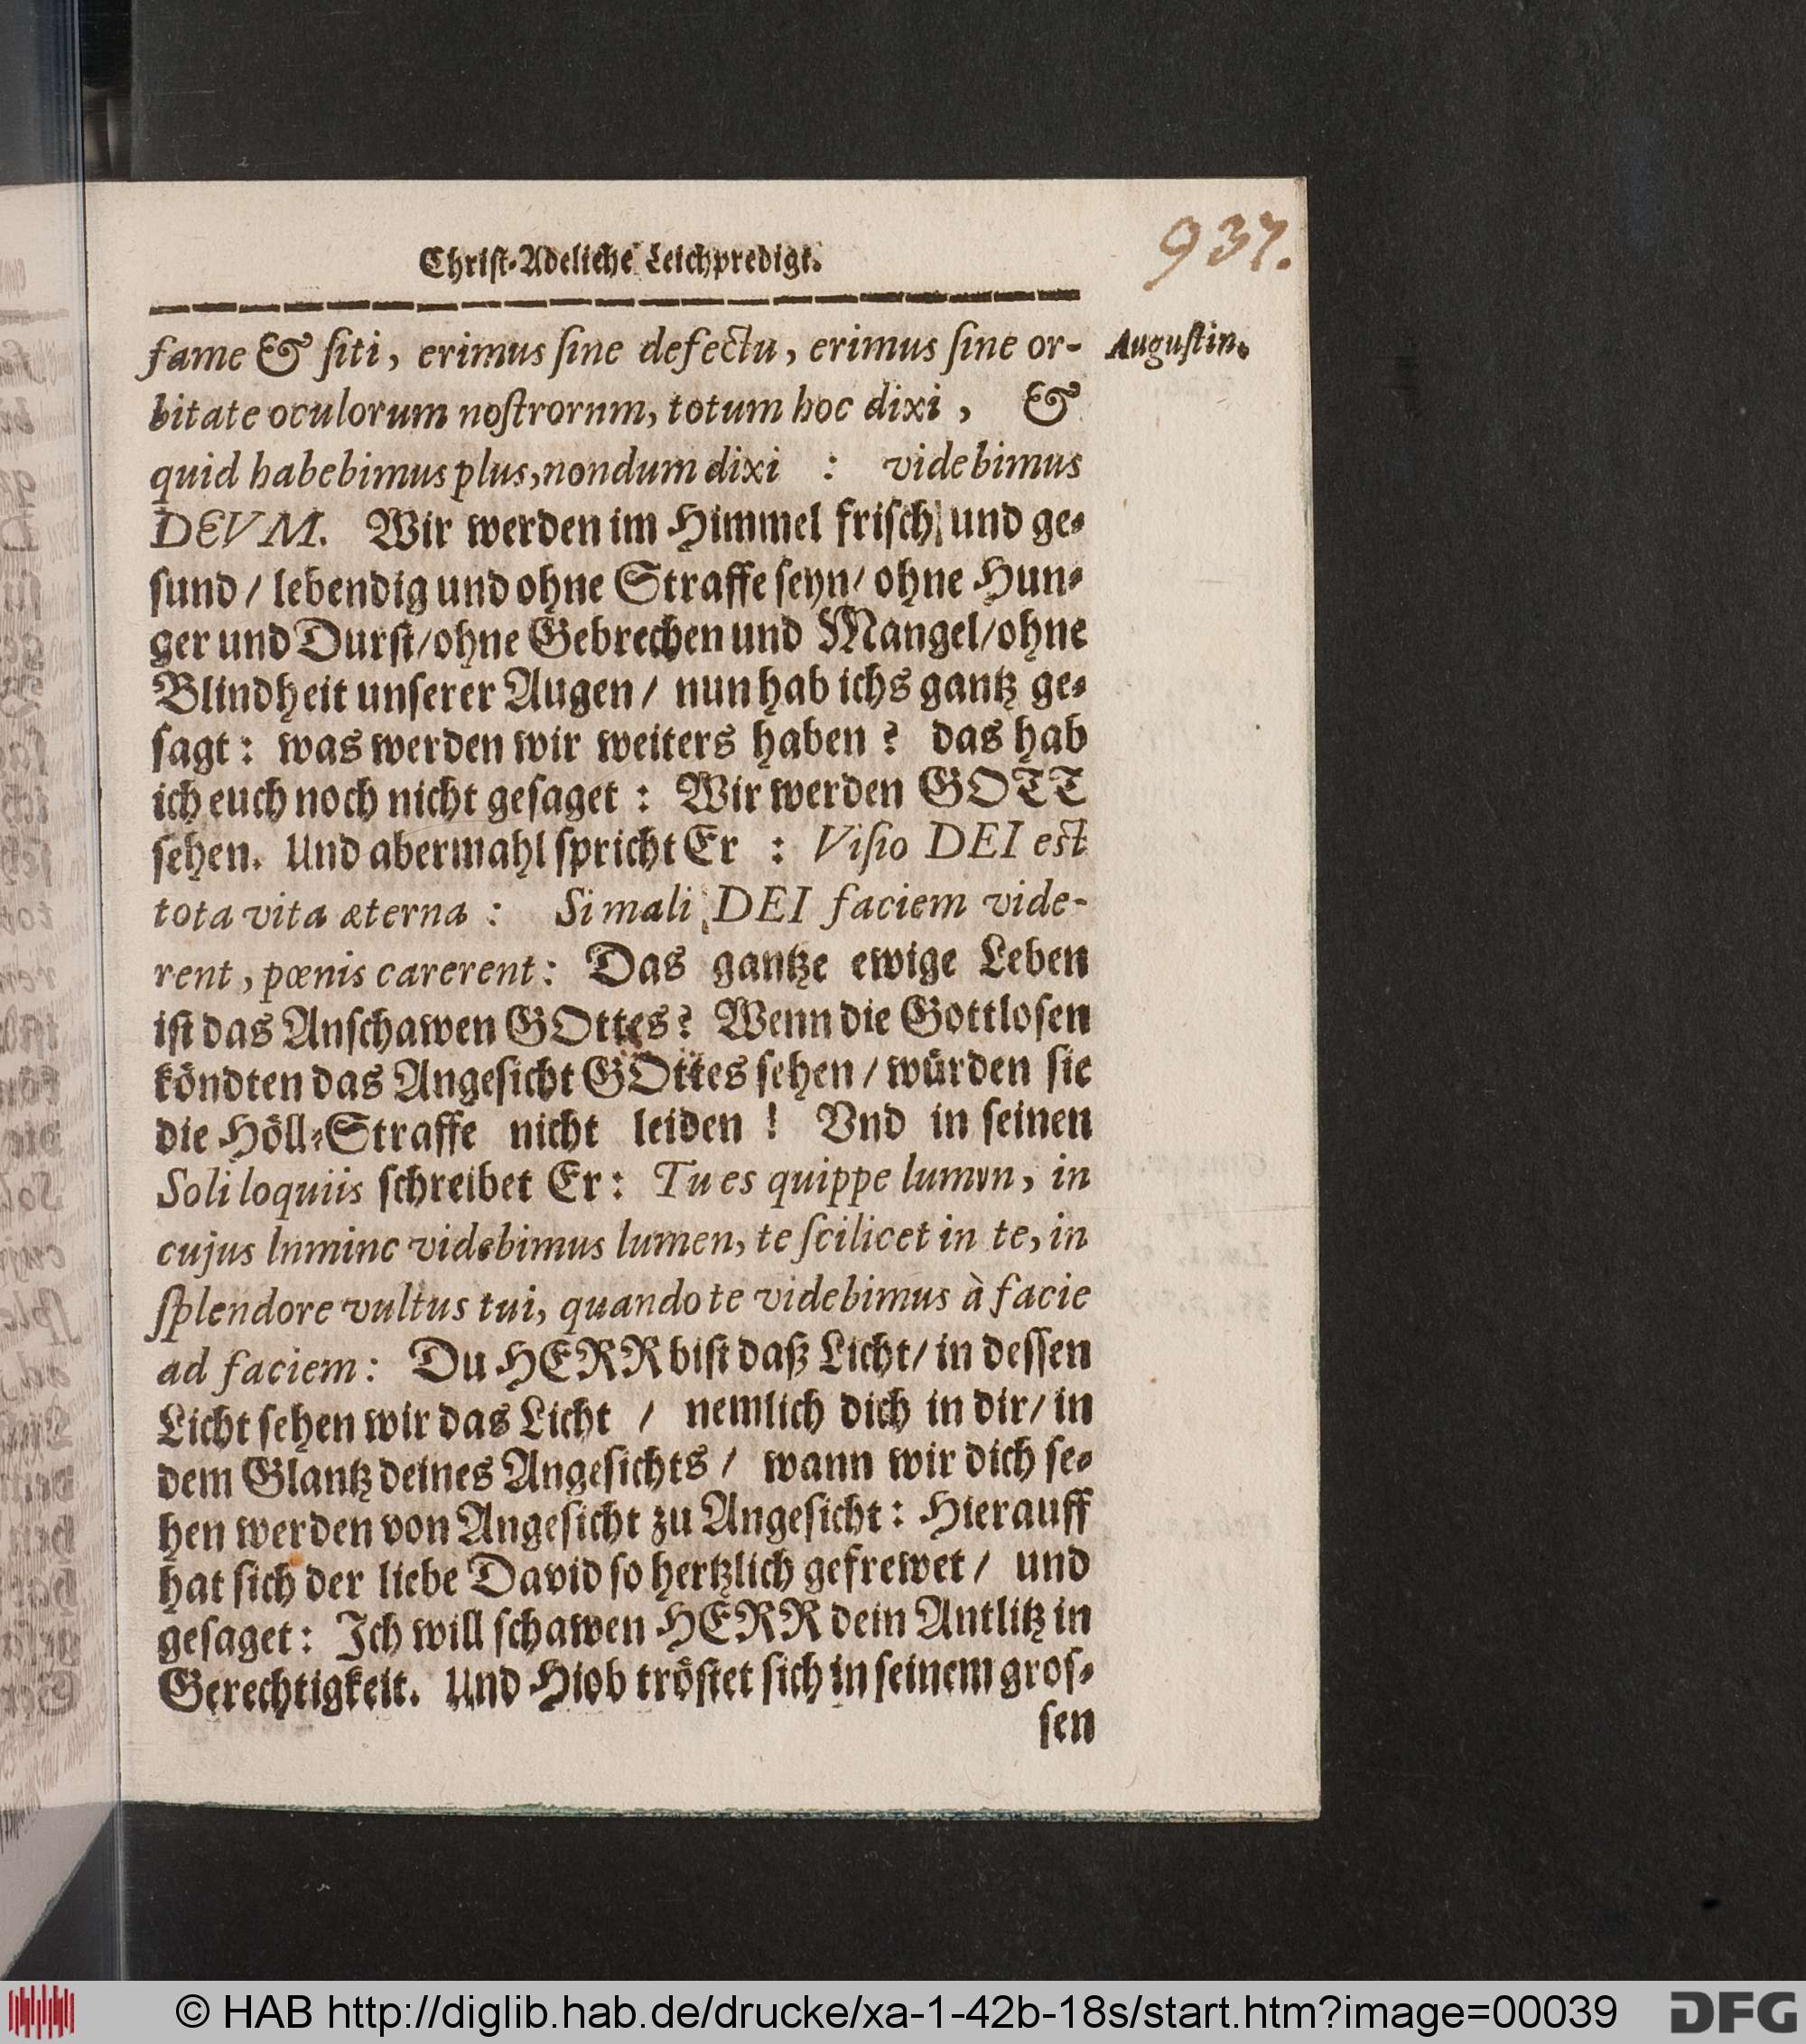 Christ-Adeliche Leichpredigt.
937.
fame & ſiti, erimus ſine defectu, erimus ſine or-
Auguſtin.
bitate oculorum noſtrornm, totum hoc dixi, &
quid habebimus plus, nondum dixi : videbimus
DEVM. Wir werden im Himmel friſch und ge-
ſund / lebendig und ohne Straffe ſeyn / ohne Hun-
ger und Durſt / ohne Gebrechen und Mangel / ohne
Blindheit unſerer Augen / nun hab ichs gantz ge-
ſagt : was werden wir weiters haben ? das hab
ich euch noch nicht geſaget : Wir werden GOTT
ſehen. Und abermahl ſpricht Er : Viſio DEI eſt
tota vita æterna : Si mali DEI faciem vide-
rent, pœnis carerent : Das gantze ewige Leben
iſt das Anſchawen GOttes ? Wenn die Gottloſen
köndten das Angeſicht GOttes ſehen / würden ſie
die Höll-Straffe nicht leiden ! Vnd in ſeinen
Soliloquiis ſchreibet Er : Tu es quippe lumen, in
cujus lnminc videbimus lumen, te ſcilicet in te, in
ſplendore vultus tui, quando te videbimus à facie
ad faciem : Du HERR biſt daß Licht / in deſſen
Licht ſehen wir das Licht / nemlich dich in dir / in
dem Glantz deines Angeſichts / wann wir dich ſe-
hen werden von Angeſicht zu Angeſicht : Hierauff
hat ſich der liebe David ſo hertzlich gefrewet / und
geſaget : Ich will ſchawen HERR dein Antlitz in
Gerechtigkeit. Und Hiob tröſtet ſich in ſeinem groſ-
ſen
© HAB http://diglib.hab.de/drucke/xa-1-42b-18s/start.htm?image=00039
DFG